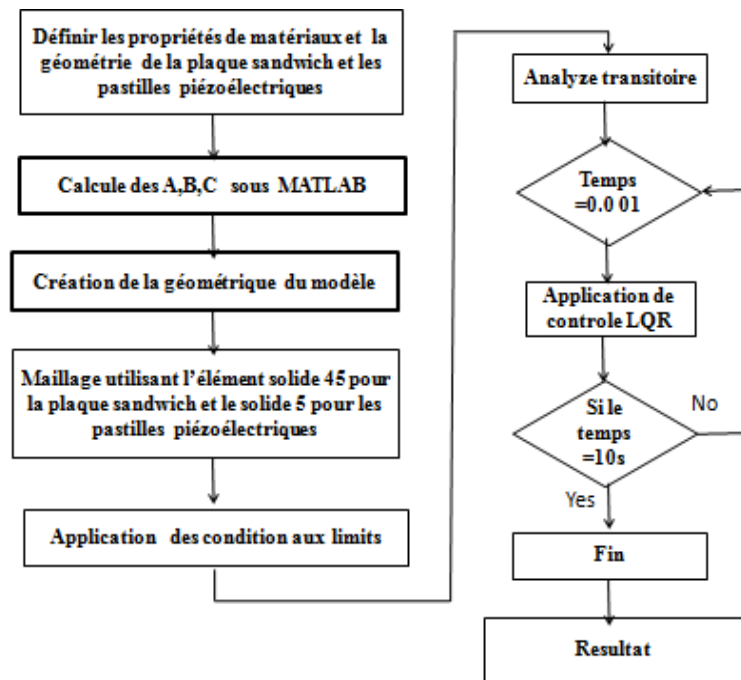 Définir les propriétés de matériaux et la
géométrie de la plaque sandwich et les
pastilles piézoélectriques
Calcule des A,B,C sous MATLAB
Création de la géométrique du modèle
Maillage utilisant l'élément solide 45 pour
la plaque sandwich et le solide 5 pour les
pastilles piézoélectriques
Application des condition aux limits
Analyze transitoire
Temps
=0.0 01
Application de
controle LQR
Si le
temps
=10s
No
Yes
Fin
Resultat